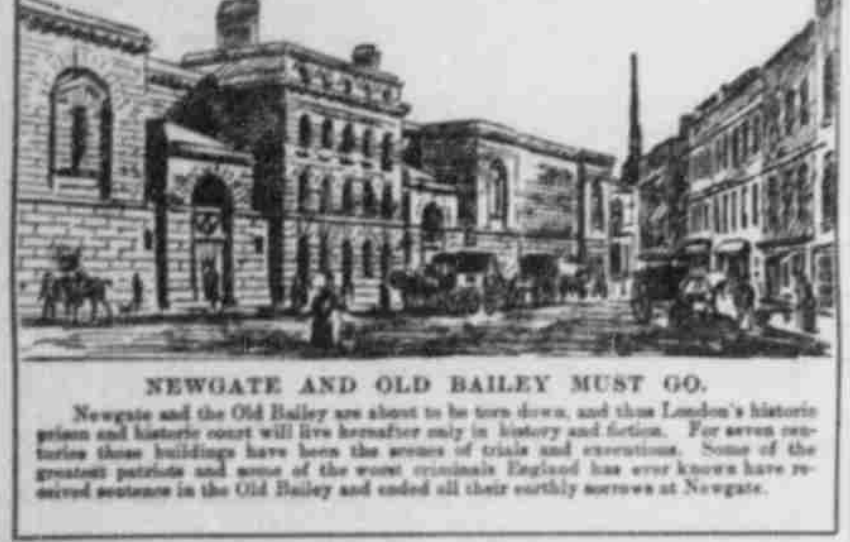 NEWGATE AND OLD BAILEY MUST GO.
Newgate and the Old Bailey are about to be torn down, and thus London's historic
prison and historic court will live hereafter only in history and fiction. For seven cen-
turies these buildings have been the scenes of trials and executions. Some of the
greatest patriots and some of the worst criminals England has ever known have re-
ceived sentence in the Old Bailey and ended all their earthly sorrows at Newgate.